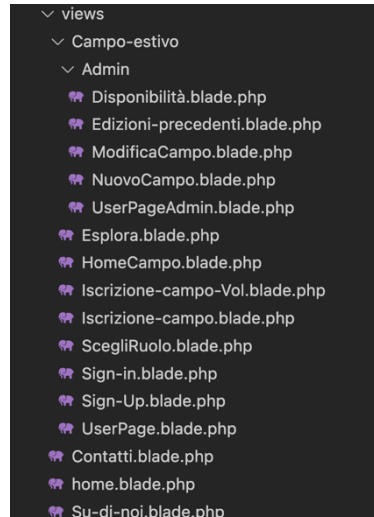 views
Campo-estivo
Admin
Disponibilità.blade.php
Edizioni-precedenti.blade.php
ModificaCampo.blade.php
NuovoCampo.blade.php
UserPageAdmin.blade.php
Esplora.blade.php
HomeCampo.blade.php
Iscrizione-campo-Vol.blade.php
Iscrizione-campo.blade.php
ScegliRuolo.blade.php
Sign-in.blade.php
Sign-Up.blade.php
UserPage.blade.php
Contatti.blade.php
home.blade.php
Su-di-noi.blade.php